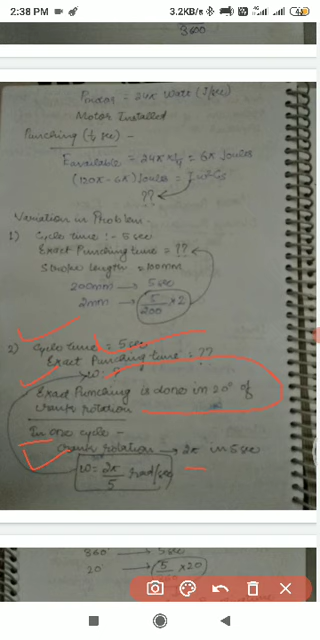 2:38 PM
3.2KB/s
43
3600
Power = 24π Watt (J/sec)
Motor Installed
Punching (¼ sec) -
Eavailable = 24π × ¼ = 6π Joules
(120π - 6π) Joules = I ω² Cs
??
Variation in Problem -
1) Cycle time :- 5 sec
Exact Punching time = ??
Stroke length = 100mm
200mm → 5 sec
2mm → 5/200 × 2
2) Cycle time = 5 sec
Exact Punching time = ??
ω = ?
Exact Punching is done in 20° of
crank rotation
In one cycle -
Crank rotation → 2π in 5 sec
ω = 2π/5 rad/sec
360 → 5 sec
20 → 5 × 20